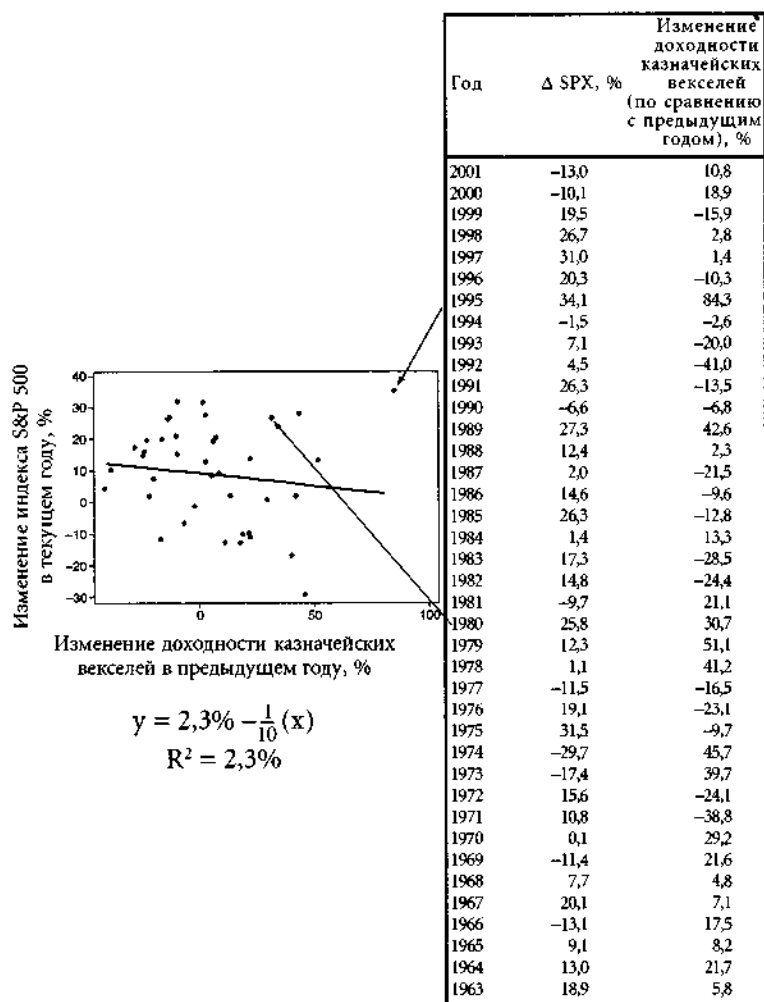 Год
Δ SPX, %
Изменение
доходности
казначейских
векселей
(по сравнению
с предыдущим
годом), %
2001 −13,0 10,8
2000 −10,1 18,9
1999 19,5 −15,9
1998 26,7 2,8
1997 31,0 1,4
1996 20,3 −10,3
1995 34,1 84,3
1994 −1,5 −2,6
1993 7,1 −20,0
1992 4,5 −41,0
1991 26,3 −13,5
1990 −6,6 −6,8
1989 27,3 42,6
1988 12,4 2,3
1987 2,0 −21,5
1986 14,6 −9,6
1985 26,3 −12,8
1984 1,4 13,3
1983 17,3 −28,5
1982 14,8 −24,4
1981 −9,7 21,1
1980 25,8 30,7
1979 12,3 51,1
1978 1,1 41,2
1977 −11,5 −16,5
1976 19,1 −23,1
1975 31,5 −9,7
1974 −29,7 45,7
1973 −17,4 39,7
1972 15,6 −24,1
1971 10,8 −38,8
1970 0,1 29,2
1969 −11,4 21,6
1968 7,7 4,8
1967 20,1 7,1
1966 −13,1 17,5
1965 9,1 8,2
1964 13,0 21,7
1963 18,9 5,8
Изменение индекса S&P 500
в текущем году, %
40
30
20
10
0
−10
−20
−30
0 50 100
Изменение доходности казначейских
векселей в предыдущем году, %
y = 2,3% −1/10 (x)
R² = 2,3%